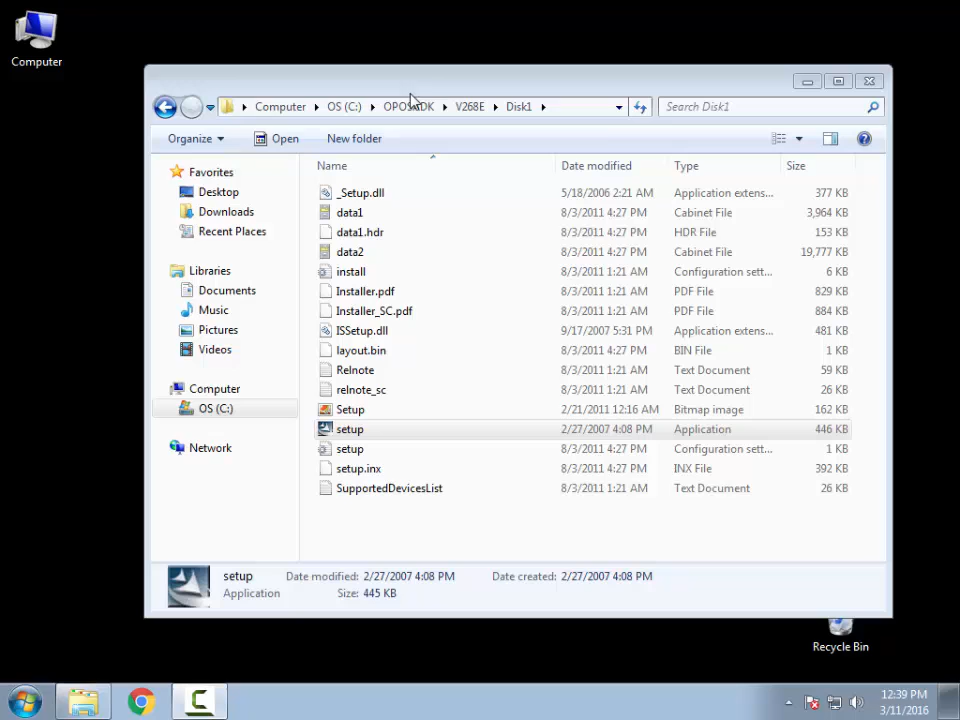 Computer
Computer OS (C:) OPOSADK V268E Disk1 Search Disk1
Organize Open New folder
Favorites
Desktop
Downloads
Recent Places
Libraries
Documents
Music
Pictures
Videos
Computer
OS (C:)
Network
Name Date modified Type Size
_Setup.dll 5/18/2006 2:21 AM Application extens... 377 KB
data1 8/3/2011 4:27 PM Cabinet File 3,964 KB
data1.hdr 8/3/2011 4:27 PM HDR File 153 KB
data2 8/3/2011 4:27 PM Cabinet File 19,777 KB
install 8/3/2011 1:21 AM Configuration sett... 6 KB
Installer.pdf 8/3/2011 1:21 AM PDF File 829 KB
Installer_SC.pdf 8/3/2011 1:21 AM PDF File 884 KB
ISSetup.dll 9/17/2007 5:31 PM Application extens... 481 KB
layout.bin 8/3/2011 4:27 PM BIN File 1 KB
Relnote 8/3/2011 1:21 AM Text Document 59 KB
relnote_sc 8/3/2011 1:21 AM Text Document 26 KB
Setup 2/21/2011 12:16 AM Bitmap image 162 KB
setup 2/27/2007 4:08 PM Application 446 KB
setup 8/3/2011 4:27 PM Configuration sett... 1 KB
setup.inx 8/3/2011 4:27 PM INX File 392 KB
SupportedDevicesList 8/3/2011 1:21 AM Text Document 26 KB
setup Date modified: 2/27/2007 4:08 PM Date created: 2/27/2007 4:08 PM
Application Size: 445 KB
Recycle Bin
12:39 PM
3/11/2016